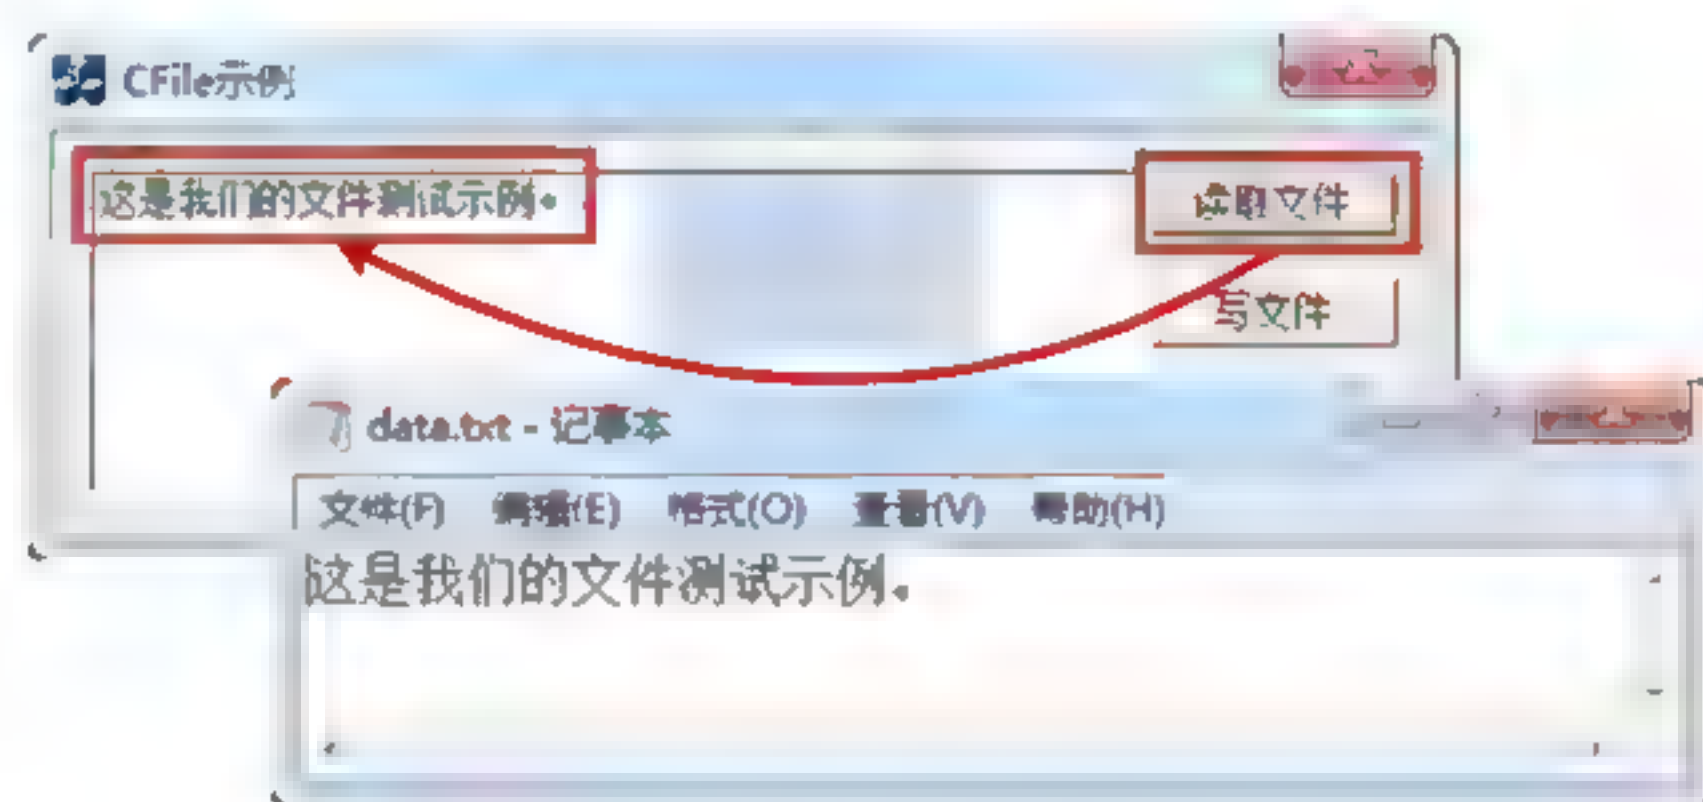 CFile示例
这是我们的文件测试示例。
读取文件
写文件
data.txt - 记事本
文件(F) 编辑(E) 格式(O) 查看(V) 帮助(H)
这是我们的文件测试示例。